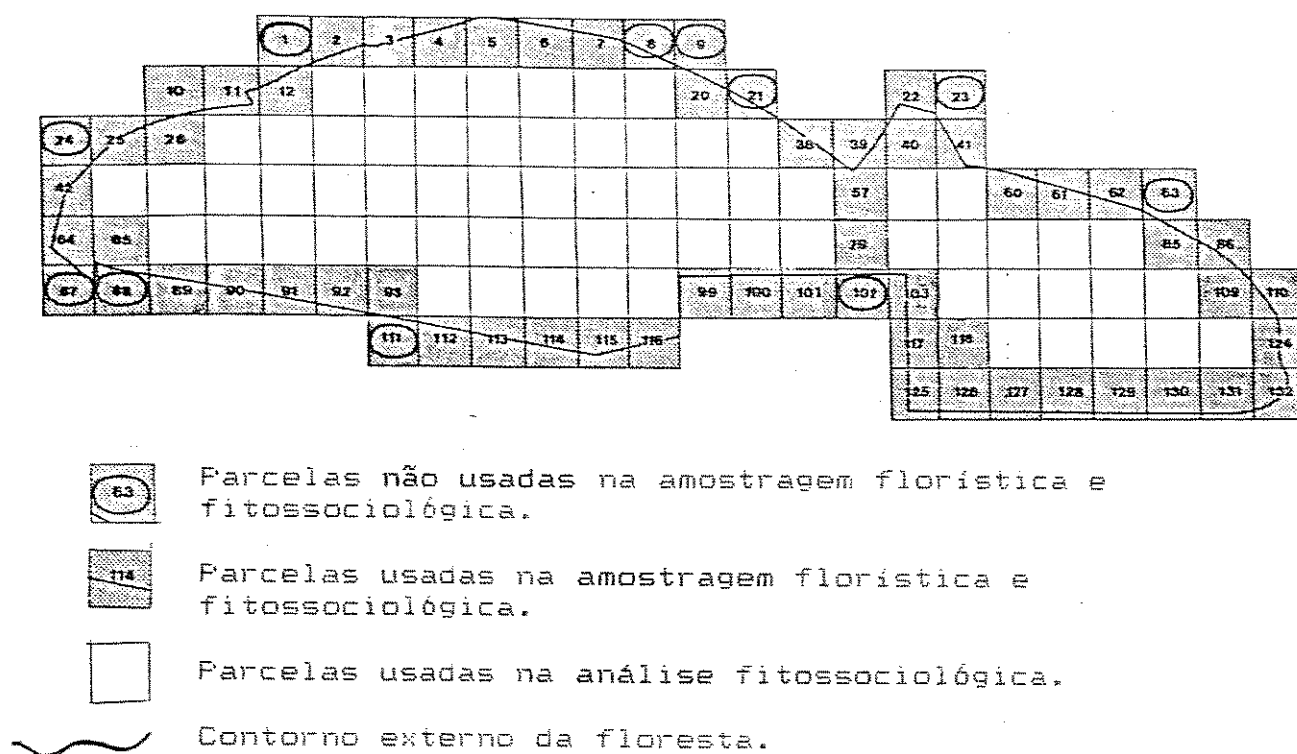 1 2 3 4 5 6 7 8 9
10 11 12 20 21 22 23
24 25 26 38 39 40 41
42 57 60 61 62 63
64 65 79 85 86
87 88 89 90 91 92 93 99 100 101 102 103 109 110
111 112 113 114 115 116 117 118 124
125 126 127 128 129 130 131 132
63 Parcelas não usadas na amostragem florística e
fitossociológica.
114 Parcelas usadas na amostragem florística e
fitossociológica.
Parcelas usadas na análise fitossociológica.
Contorno externo da floresta.